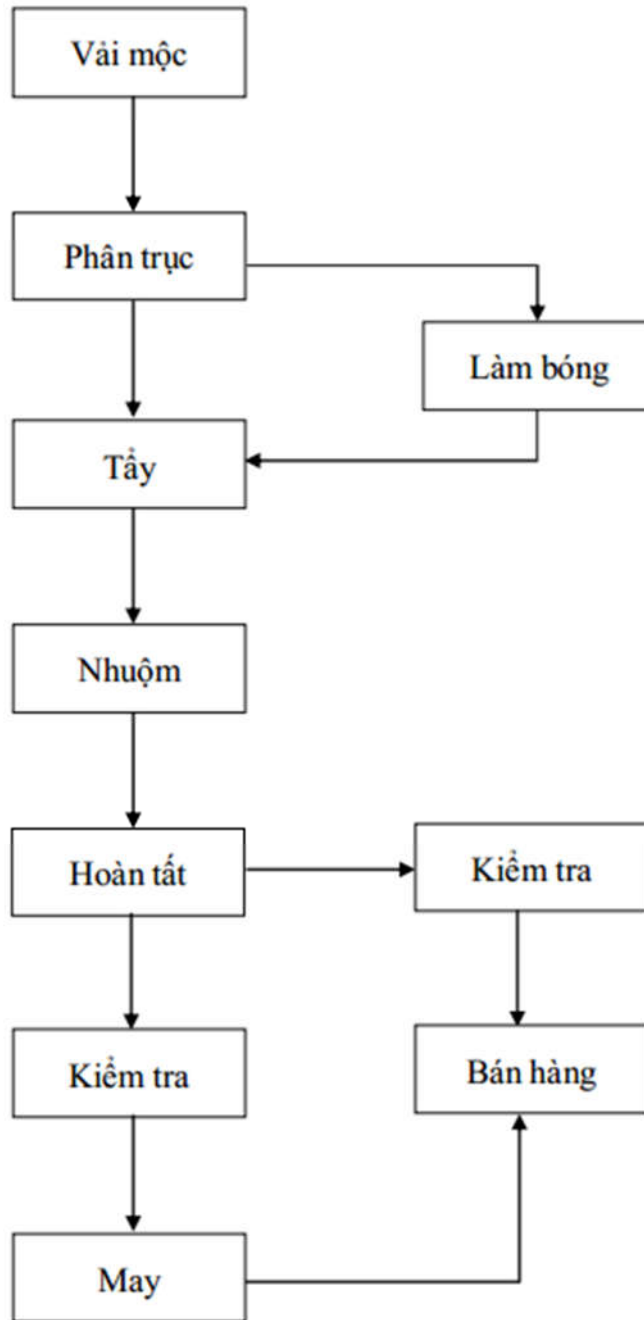 Vải mộc
Phân trục
Làm bóng
Tẩy
Nhuộm
Hoàn tất
Kiểm tra
Kiểm tra
Bán hàng
May